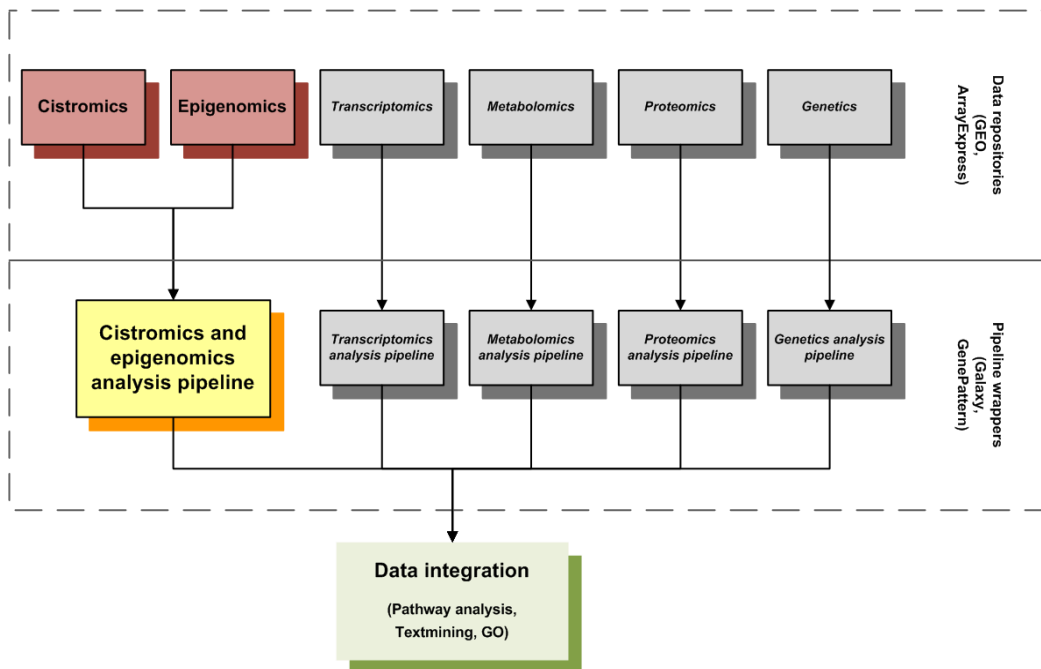 Cistromics
Epigenomics
Transcriptomics
Metabolomics
Proteomics
Genetics
Data repositories
(GEO,
ArrayExpress)
Cistromics and
epigenomics
analysis pipeline
Transcriptomics
analysis pipeline
Metabolomics
analysis pipeline
Proteomics
analysis pipeline
Genetics analysis
pipeline
Pipeline wrappers
(Galaxy,
GenePattern)
Data integration
(Pathway analysis,
Textmining, GO)